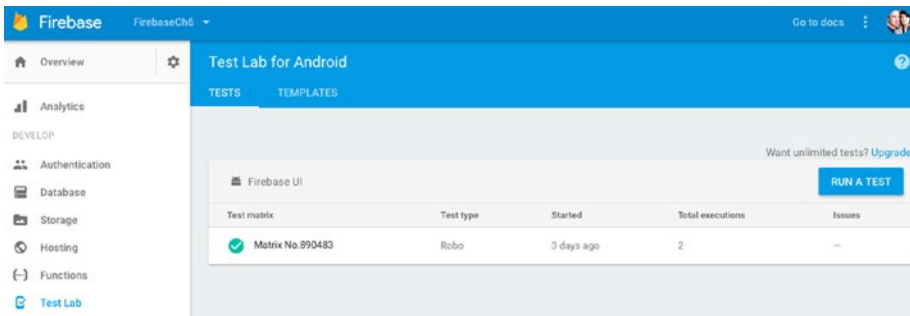 Firebase
FirebaseCh6
Go to docs
Overview
Analytics
DEVELOP
Authentication
Database
Storage
Hosting
Functions
Test Lab
Test Lab for Android
TESTS TEMPLATES
Want unlimited tests? Upgrade
Firebase UI
RUN A TEST
Test matrix Test type Started Total executions Issues
Matrix No.890483 Robo 3 days ago 2 —